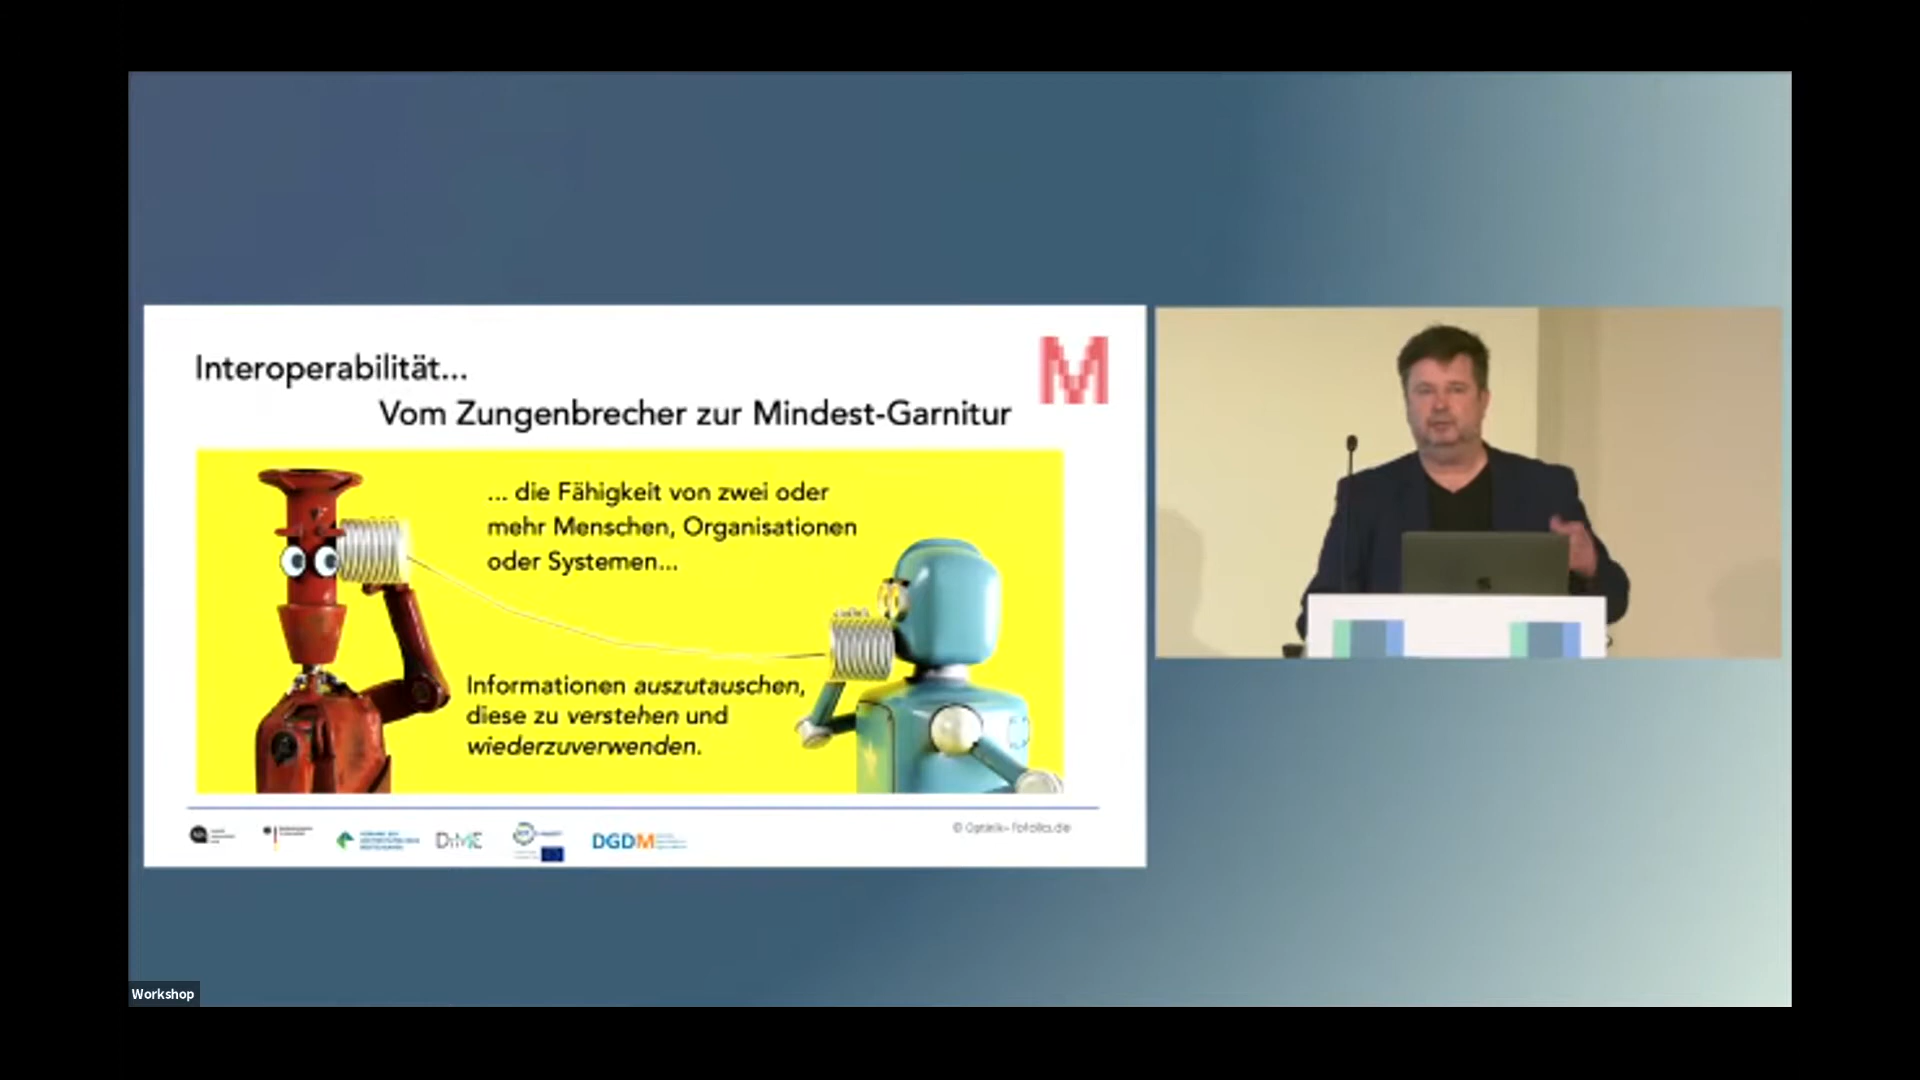 Interoperabilität...
Vom Zungenbrecher zur Mindest-Garnitur
M
... die Fähigkeit von zwei oder
mehr Menschen, Organisationen
oder Systemen...
Informationen auszutauschen,
diese zu verstehen und
wiederzuverwenden.
DGDM
Workshop